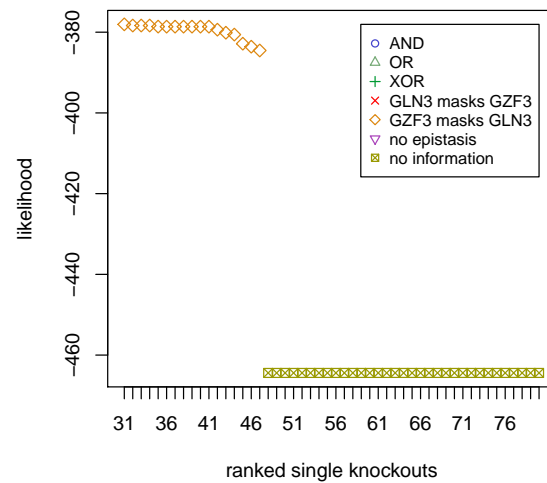 −380
−400
−420
−440
−460
likelihood
AND
OR
XOR
GLN3 masks GZF3
GZF3 masks GLN3
no epistasis
no information
31 36 41 46 51 56 61 66 71 76
ranked single knockouts